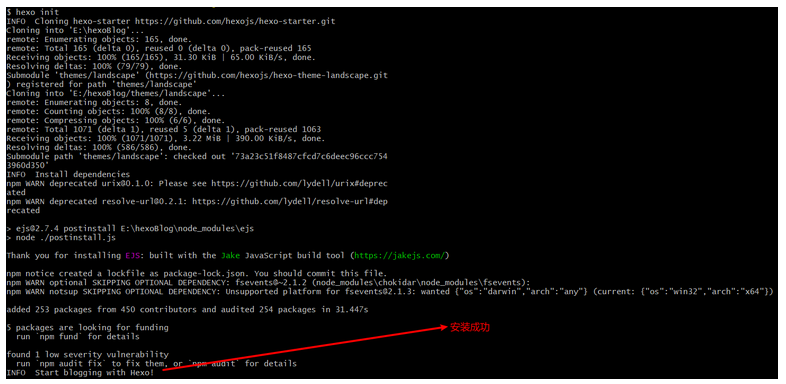 $ hexo init
INFO  Cloning hexo-starter https://github.com/hexojs/hexo-starter.git
Cloning into 'E:\hexoBlog'...
remote: Enumerating objects: 165, done.
remote: Total 165 (delta 0), reused 0 (delta 0), pack-reused 165
Receiving objects: 100% (165/165), 31.30 KiB | 65.00 KiB/s, done.
Resolving deltas: 100% (79/79), done.
Submodule 'themes/landscape' (https://github.com/hexojs/hexo-theme-landscape.git
) registered for path 'themes/landscape'
Cloning into 'E:/hexoBlog/themes/landscape'...
remote: Enumerating objects: 8, done.
remote: Counting objects: 100% (8/8), done.
remote: Compressing objects: 100% (6/6), done.
remote: Total 1071 (delta 1), reused 5 (delta 1), pack-reused 1063
Receiving objects: 100% (1071/1071), 3.22 MiB | 390.00 KiB/s, done.
Resolving deltas: 100% (586/586), done.
Submodule path 'themes/landscape': checked out '73a23c51f8487cfcd7c6deec96ccc754
3960d350'
INFO  Install dependencies
npm WARN deprecated urix@0.1.0: Please see https://github.com/lydell/urix#deprec
ated
npm WARN deprecated resolve-url@0.2.1: https://github.com/lydell/resolve-url#dep
recated
> ejs@2.7.4 postinstall E:\hexoBlog\node_modules\ejs
> node ./postinstall.js
Thank you for installing EJS: built with the Jake JavaScript build tool (https://jakejs.com/)
npm notice created a lockfile as package-lock.json. You should commit this file.
npm WARN optional SKIPPING OPTIONAL DEPENDENCY: fsevents@~2.1.2 (node_modules\chokidar\node_modules\fsevents):
npm WARN notsup SKIPPING OPTIONAL DEPENDENCY: Unsupported platform for fsevents@2.1.3: wanted {"os":"darwin","arch":"any"} (current: {"os":"win32","arch":"x64"})
added 253 packages from 450 contributors and audited 254 packages in 31.447s
5 packages are looking for funding
安装成功
run `npm fund` for details
found 1 low severity vulnerability
run `npm audit fix` to fix them, or `npm audit` for details
INFO  Start blogging with Hexo!